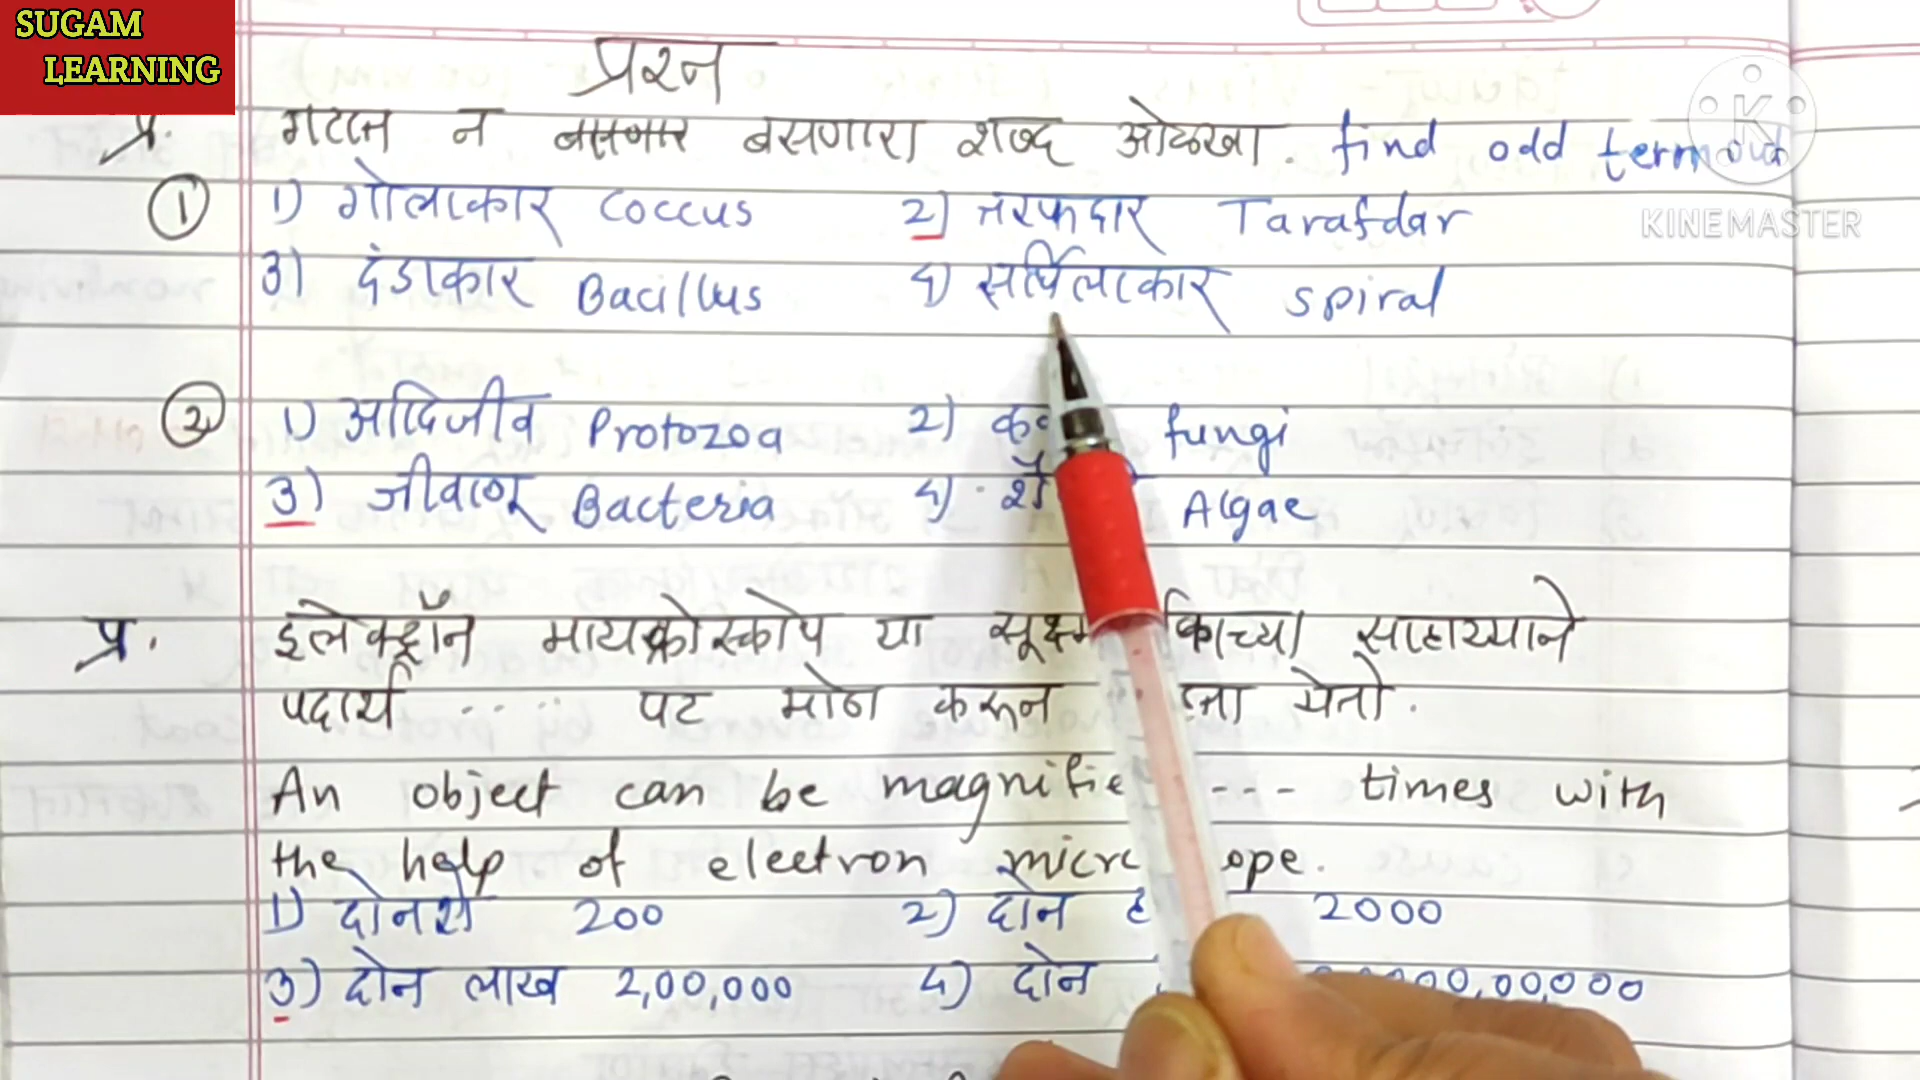 SUGAM
LEARNING
प्रश्न
प्र. गटात न बसणारा शब्द ओळखा. find odd term out
KINEMASTER
① 1) गोलाकार coccus 2) तरफदार Tarafdar
3) दंडाकार Bacillus 4) सर्पिलाकार spiral
② 1) आदिजीव Protozoa 2) fungi
3) जीवाणू Bacteria 4) Algae
प्र. इलेक्ट्रॉन मायक्रोस्कोप या साहाय्याने
पदार्थ ..... पट मोठा करून येतो.
An object can be --- times with
the help of electron
1) दोनशे 200 2) दोन 2000
3) दोन लाख 2,00,000 4) दोन